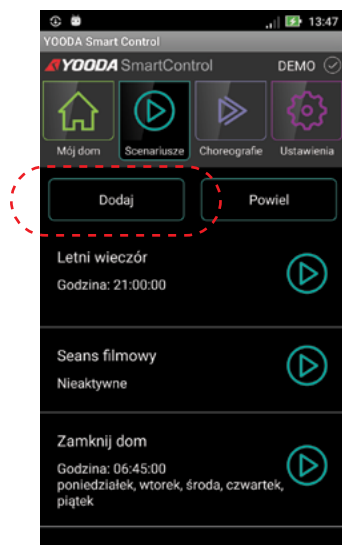 13:47
YOODA Smart Control
YOODA SmartControl DEMO
Mój dom Scenariusze Choreografie Ustawienia
Dodaj Powiel
Letni wieczór
Godzina: 21:00:00
Seans filmowy
Nieaktywne
Zamknij dom
Godzina: 06:45:00
poniedziałek, wtorek, środa, czwartek,
piątek